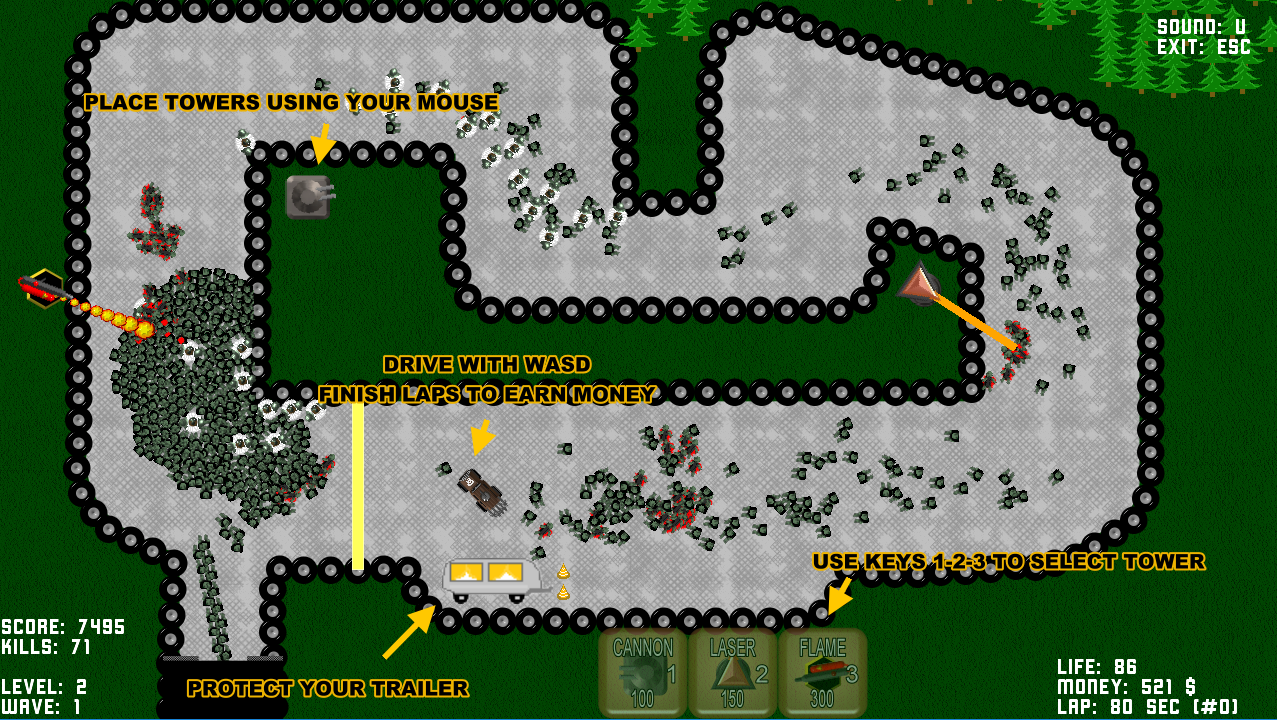 SOUND: U
EXIT: ESC
PLACE TOWERS USING YOUR MOUSE
DRIVE WITH WASD
FINISH LAPS TO EARN MONEY
USE KEYS 1-2-3 TO SELECT TOWER
SCORE: 7495
KILLS: 71
LEVEL: 2
WAVE: 1
PROTECT YOUR TRAILER
CANNON
1
100
LASER
2
150
FLAME
3
300
LIFE: 86
MONEY: 521 $
LAP: 80 SEC (#0)